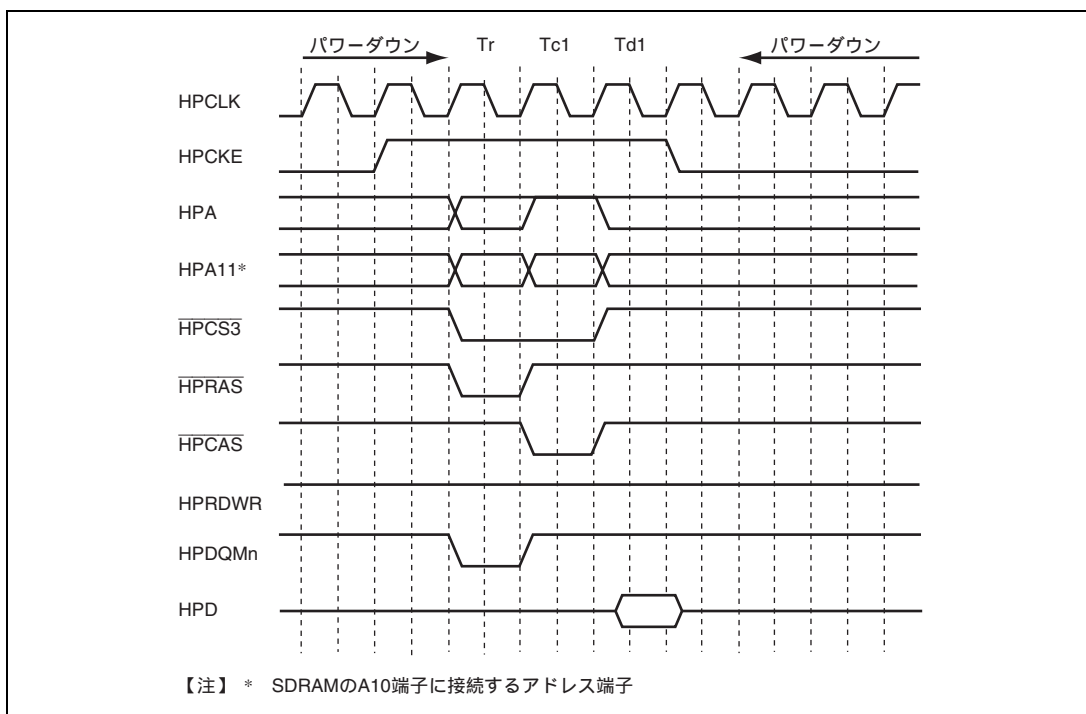 パワーダウン Tr Tc1 Td1 パワーダウン
HPCLK
HPCKE
HPA
HPA11*
HPCS3
HPRAS
HPCAS
HPRDWR
HPDQMn
HPD
【注】 * SDRAMのA10端子に接続するアドレス端子